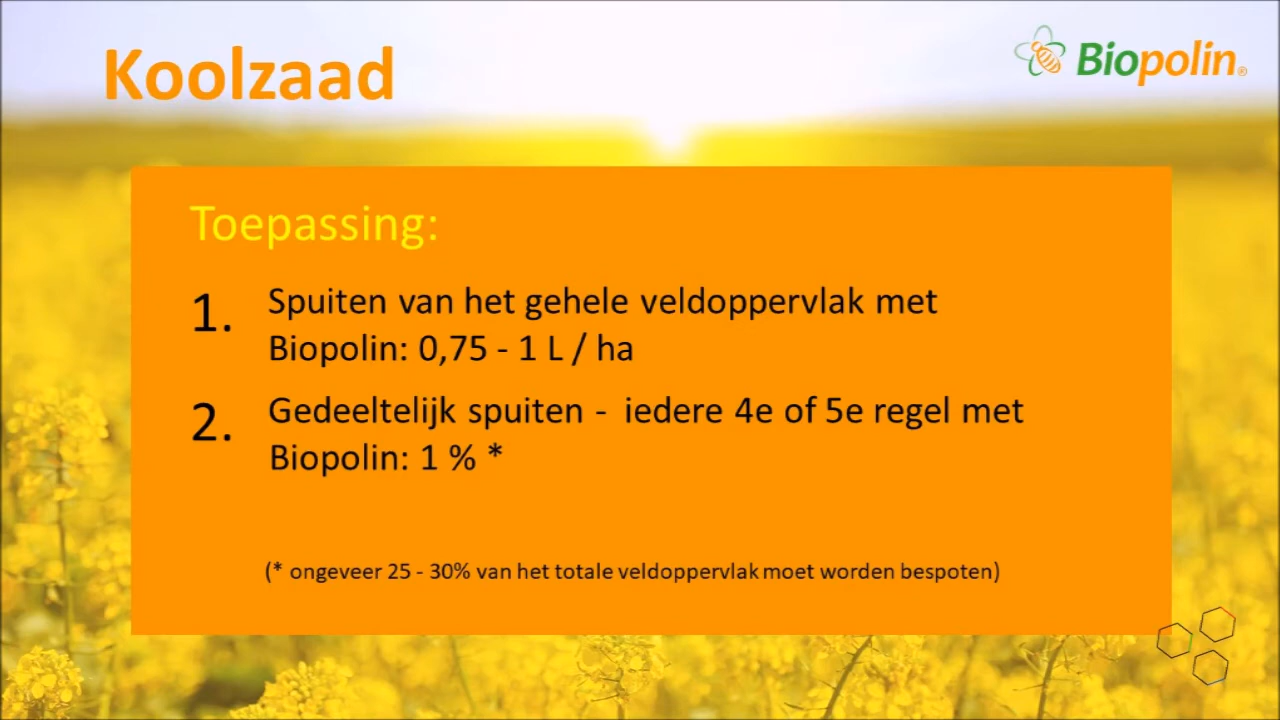 Koolzaad
Biopolin®
Toepassing:
1. Spuiten van het gehele veldoppervlak met
Biopolin: 0,75 - 1 L / ha
2. Gedeeltelijk spuiten - iedere 4e of 5e regel met
Biopolin: 1 % *
(* ongeveer 25 - 30% van het totale veldoppervlak moet worden bespoten)